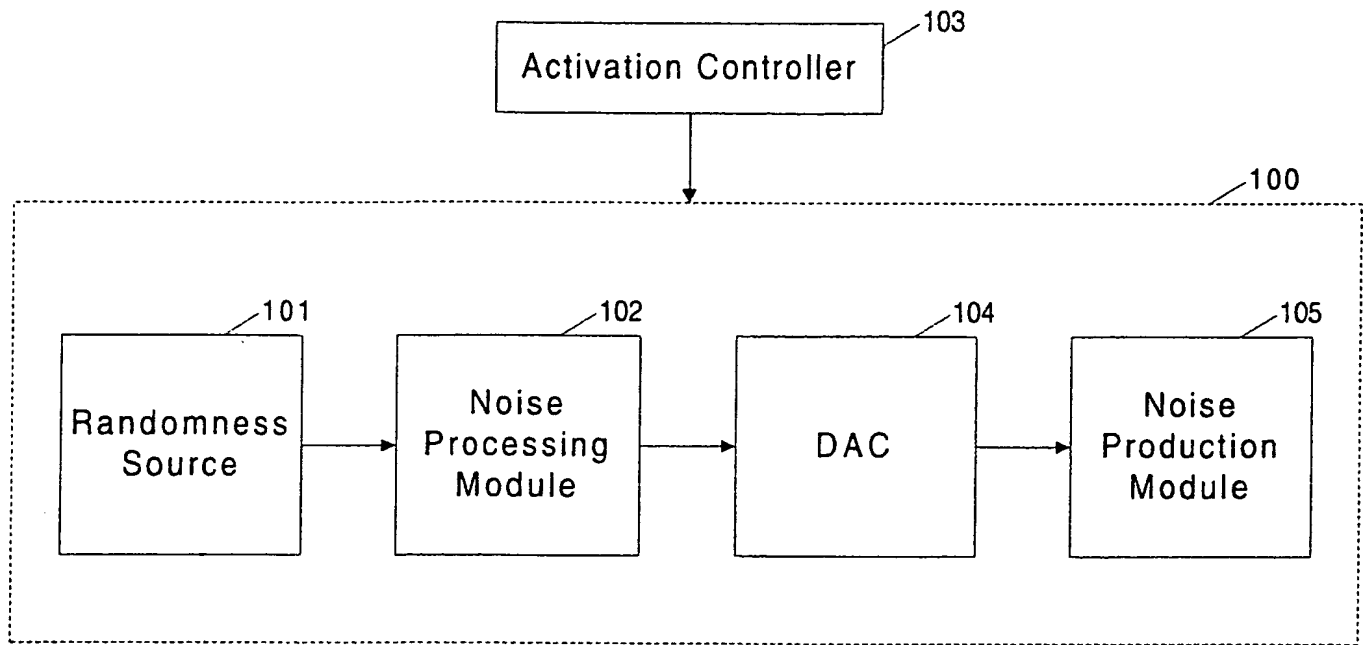 103
Activation Controller
100
101
102
104
105
Randomness
Source
Noise
Processing
Module
DAC
Noise
Production
Module